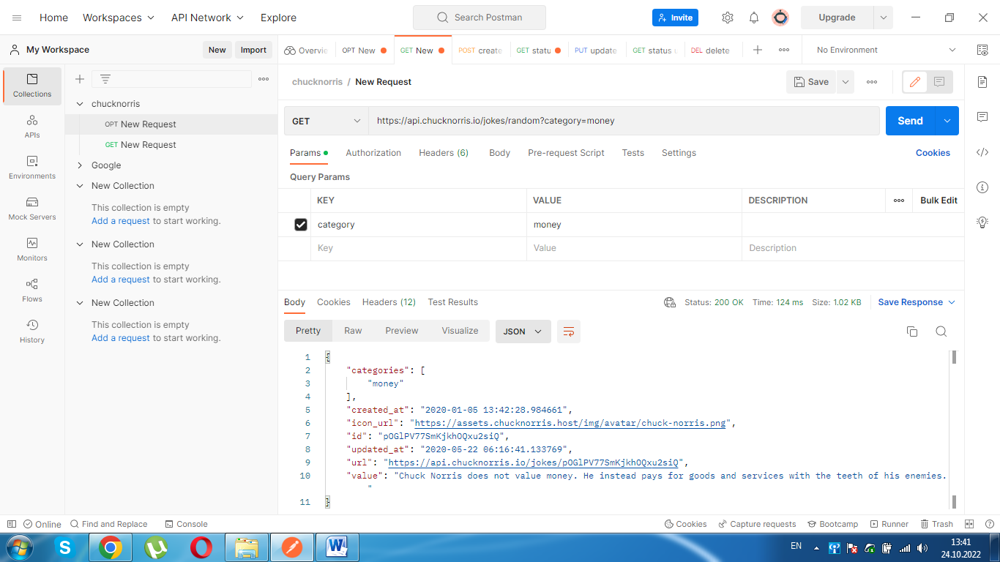 Home Workspaces API Network Explore Search Postman Invite Upgrade
My Workspace New Import Overvie OPT New GET New POST create GET statu PUT update GET status DEL delete No Environment
Collections
APIs
Environments
Mock Servers
Monitors
Flows
History
chucknorris
OPT New Request
GET New Request
Google
New Collection
This collection is empty
Add a request to start working.
New Collection
This collection is empty
Add a request to start working.
New Collection
This collection is empty
Add a request to start working.
chucknorris / New Request Save
GET https://api.chucknorris.io/jokes/random?category=money Send
Params Authorization Headers (6) Body Pre-request Script Tests Settings Cookies
Query Params
KEY VALUE DESCRIPTION Bulk Edit
category money
Key Value Description
Body Cookies Headers (12) Test Results Status: 200 OK Time: 124 ms Size: 1.02 KB Save Response
Pretty Raw Preview Visualize JSON
1 {
2 "categories": [
3 "money"
4 ],
5 "created_at": "2020-01-05 13:42:28.984661",
6 "icon_url": "https://assets.chucknorris.host/img/avatar/chuck-norris.png",
7 "id": "pOGlPV77SmKjkhOQxu2siQ",
8 "updated_at": "2020-05-22 06:16:41.133769",
9 "url": "https://api.chucknorris.io/jokes/pOGlPV77SmKjkhOQxu2siQ",
10 "value": "Chuck Norris does not value money. He instead pays for goods and services with the teeth of his enemies.
"
11 }
Online Find and Replace Console Cookies Capture requests Bootcamp Runner Trash
EN 13:41
24.10.2022